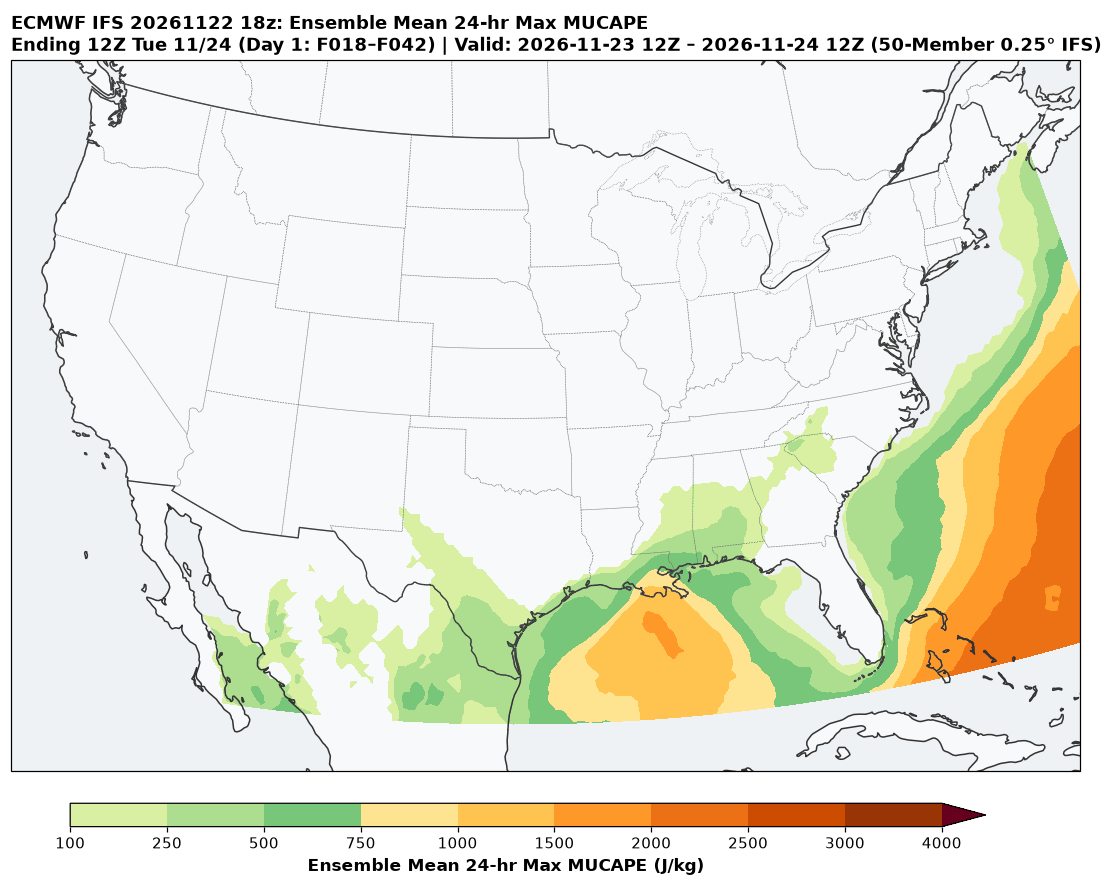 ECMWF IFS 20261122 18z: Ensemble Mean 24-hr Max MUCAPE
Ending 12Z Tue 11/24 (Day 1: F018–F042) | Valid: 2026-11-23 12Z – 2026-11-24 12Z (50-Member 0.25° IFS)
100 250 500 750 1000 1500 2000 2500 3000 4000
Ensemble Mean 24-hr Max MUCAPE (J/kg)